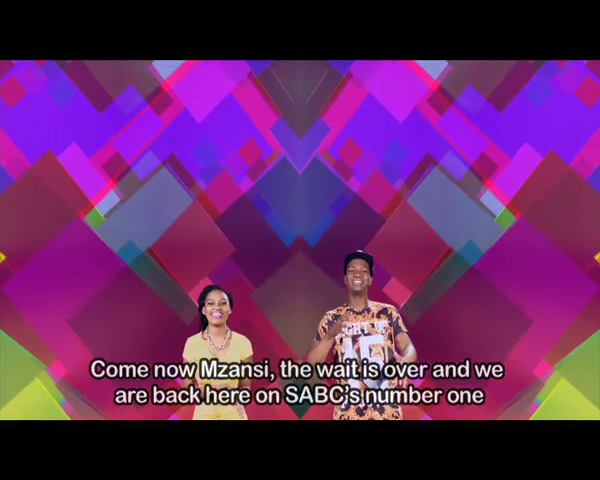 Come now Mzansi, the wait is over and we
are back here on SABC's number one